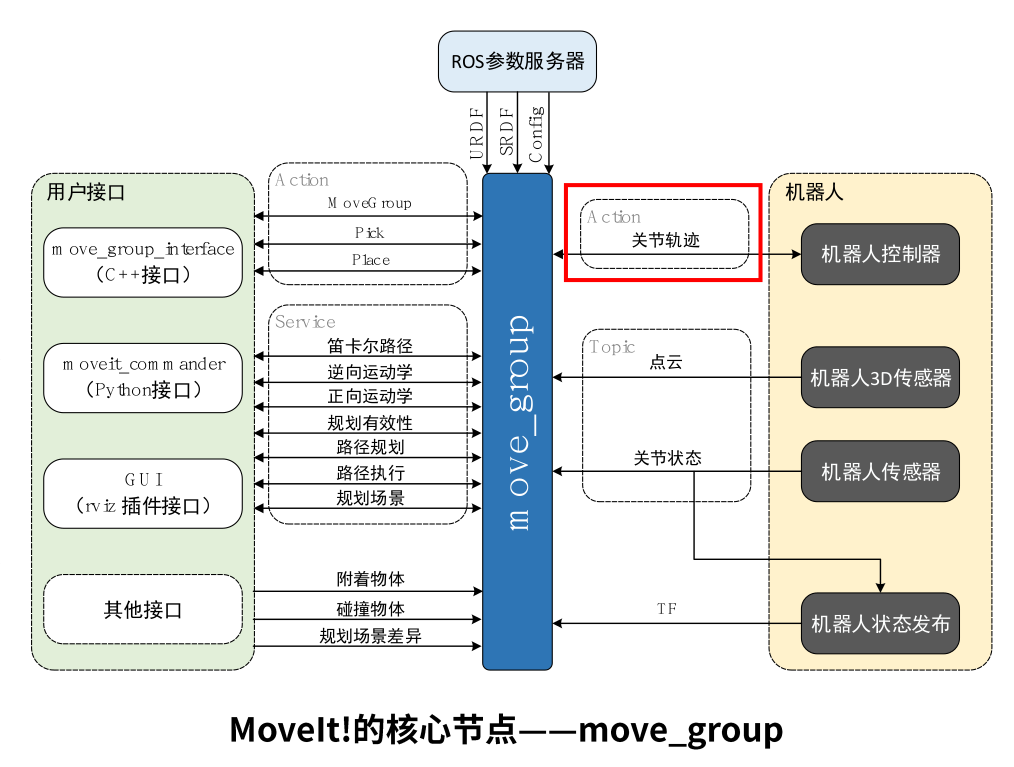 ROS参数服务器
URDF
SRDF
Config
用户接口
move_group_interface
（C++接口）
moveit_commander
（Python接口）
GUI
（rviz 插件接口）
其他接口
Action
MoveGroup
Pick
Place
Service
笛卡尔路径
逆向运动学
正向运动学
规划有效性
路径规划
路径执行
规划场景
附着物体
碰撞物体
规划场景差异
move_group
Action
关节轨迹
Topic
点云
关节状态
TF
机器人
机器人控制器
机器人3D传感器
机器人传感器
机器人状态发布
MoveIt!的核心节点——move_group